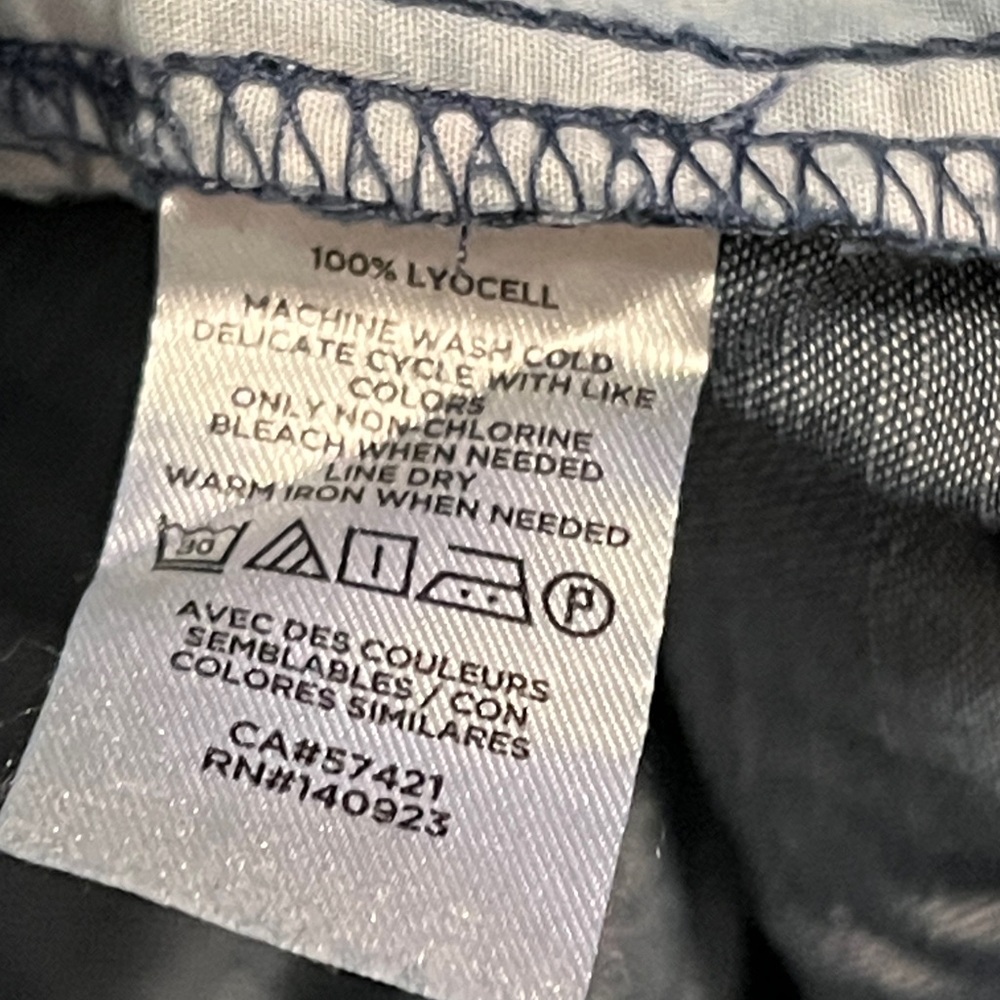 100% LYOCELL
MACHINE WASH COLD
DELICATE CYCLE WITH LIKE
COLORS
ONLY NON-CHLORINE
BLEACH WHEN NEEDED
LINE DRY
WARM IRON WHEN NEEDED
30 P
AVEC DES COULEURS
SEMBLABLES / CON
COLORES SIMILARES
CA#57421
RN#140923